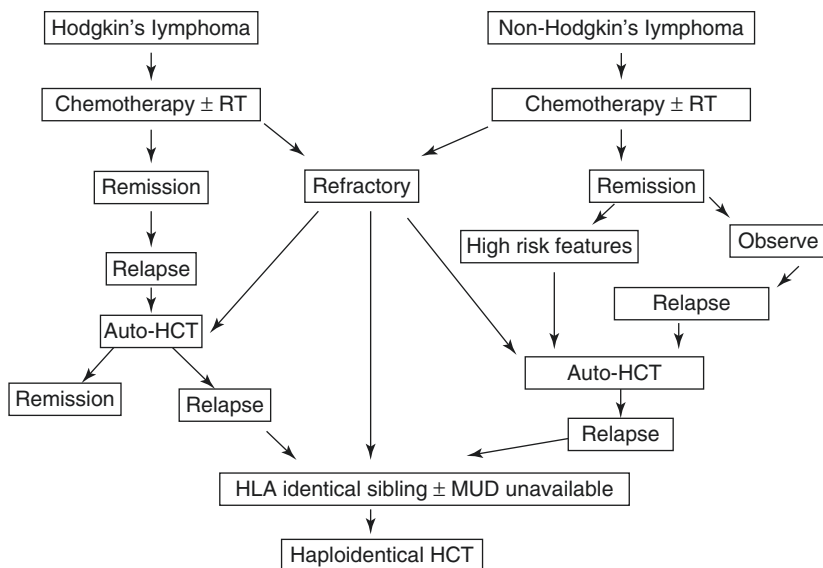 Hodgkin's lymphoma
Non-Hodgkin's lymphoma
Chemotherapy ± RT
Chemotherapy ± RT
Remission
Refractory
Remission
High risk features
Observe
Relapse
Relapse
Auto-HCT
Auto-HCT
Remission
Relapse
Relapse
HLA identical sibling ± MUD unavailable
Haploidentical HCT